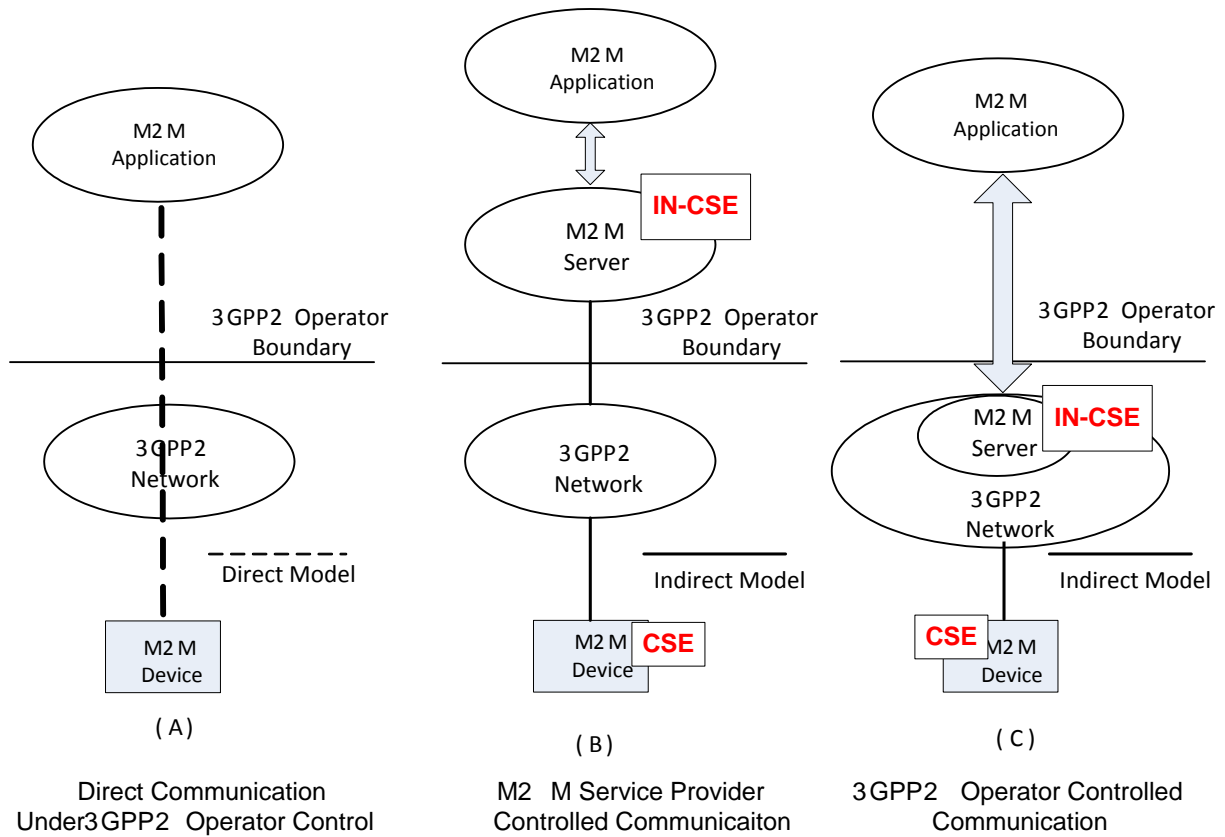 M2 M
Application
3GPP2 Operator
Boundary
3GPP2
Network
Direct Model
M2 M
Device
( A )
Direct Communication
Under3GPP2 Operator Control
M2 M
Application
IN-CSE
M2 M
Server
3GPP2 Operator
Boundary
3GPP2
Network
Indirect Model
M2 M
Device
CSE
( B )
M2 M Service Provider
Controlled Communicaiton
M2 M
Application
3GPP2 Operator
Boundary
M2 M
Server
IN-CSE
3GPP2
Network
Indirect Model
CSE
M2 M
Device
( C )
3GPP2 Operator Controlled
Communication